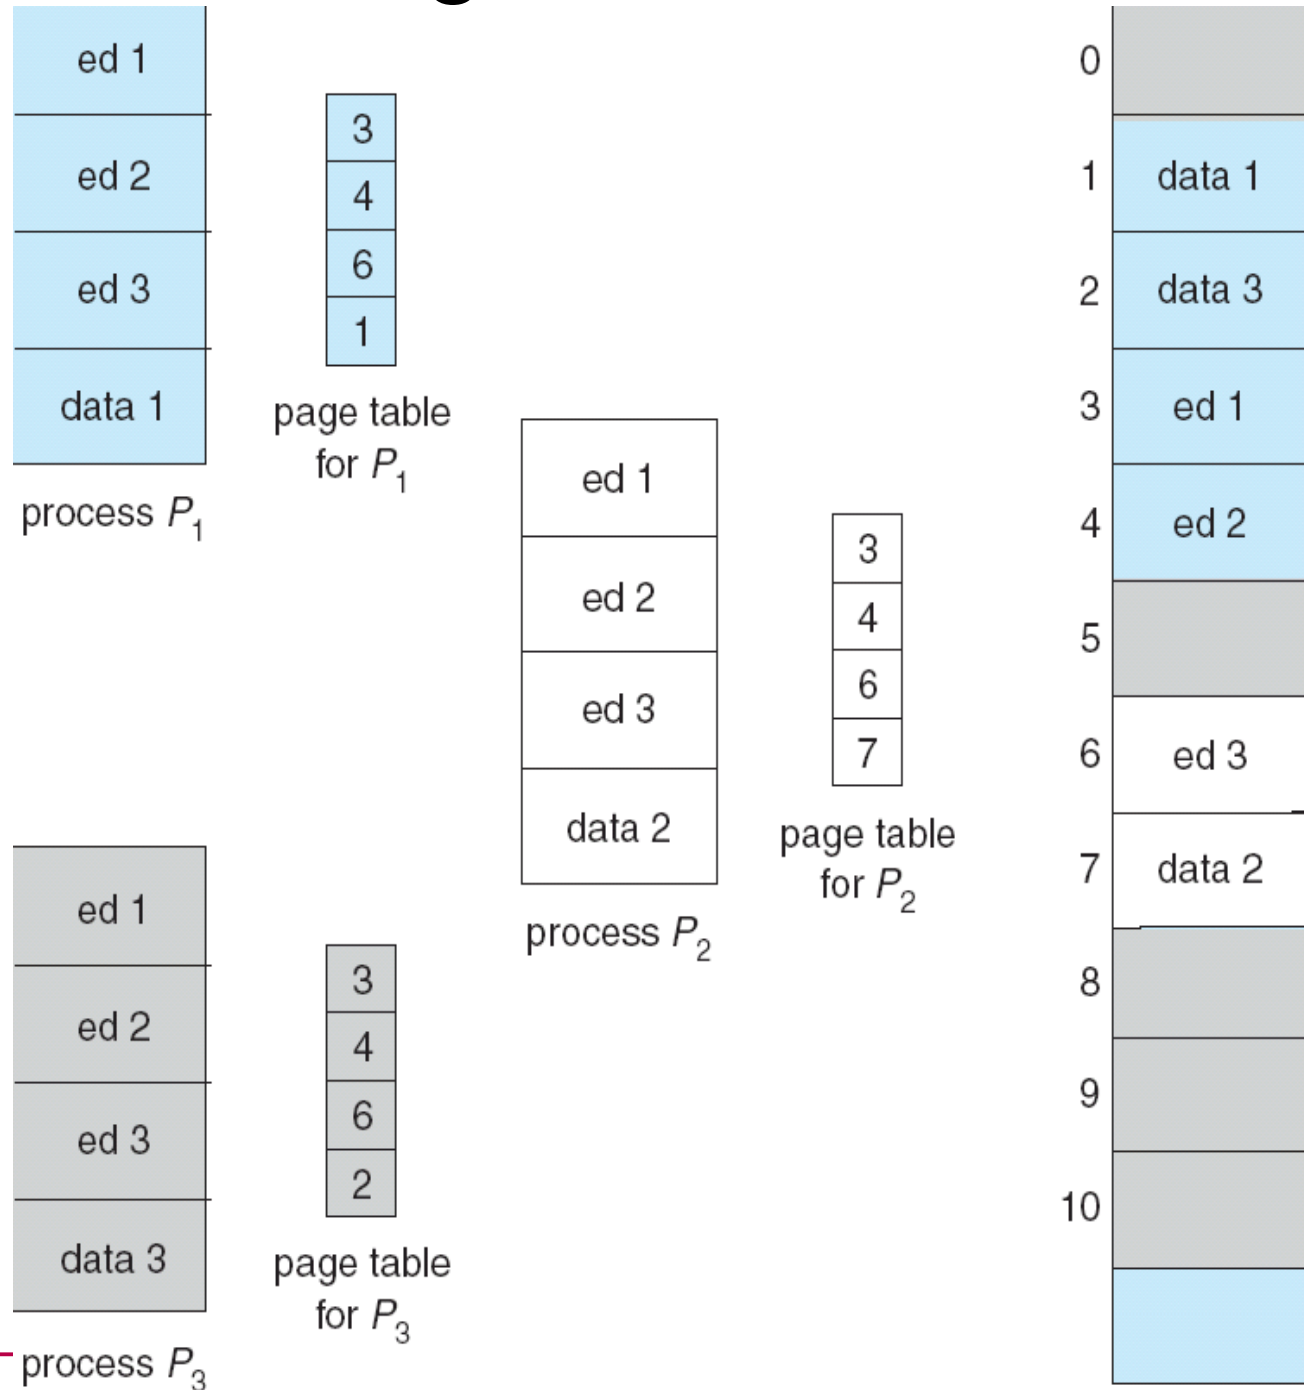 ed 1
ed 2
ed 3
data 1
process P1
3
4
6
1
page table
for P1
ed 1
ed 2
ed 3
data 2
process P2
3
4
6
7
page table
for P2
ed 1
ed 2
ed 3
data 3
process P3
3
4
6
2
page table
for P3
0
1 data 1
2 data 3
3 ed 1
4 ed 2
5
6 ed 3
7 data 2
8
9
10